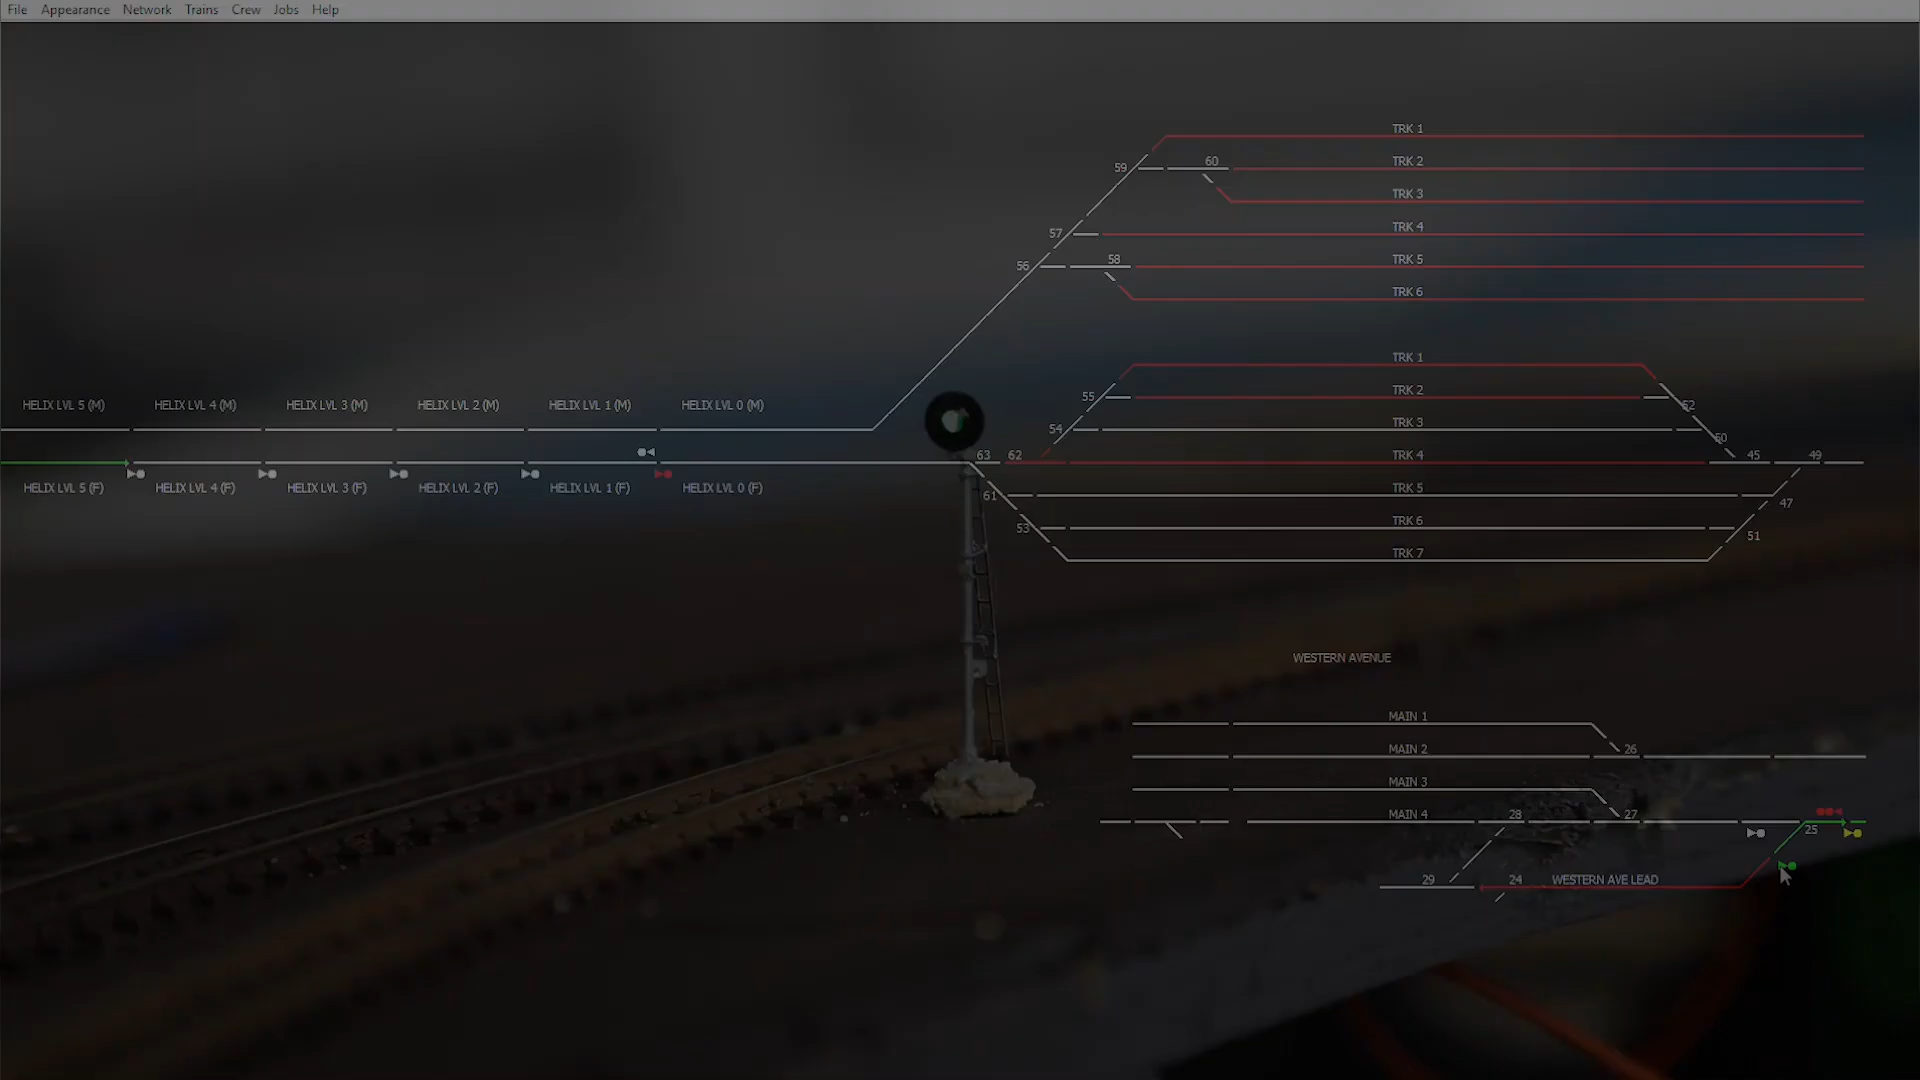 File Appearance Network Trains Crew Jobs Help
TRK 1
59 60 TRK 2
TRK 3
57 TRK 4
56 58 TRK 5
TRK 6
TRK 1
55 TRK 2 52
HELIX LVL 5 (M) HELIX LVL 4 (M) HELIX LVL 3 (M) HELIX LVL 2 (M) HELIX LVL 1 (M) HELIX LVL 0 (M)
54 TRK 3 50
63 62 TRK 4 45 49
HELIX LVL 5 (F) HELIX LVL 4 (F) HELIX LVL 3 (F) HELIX LVL 2 (F) HELIX LVL 1 (F) HELIX LVL 0 (F)
61 TRK 5 47
53 TRK 6 51
TRK 7
WESTERN AVENUE
MAIN 1
MAIN 2 26
MAIN 3
MAIN 4 28 27
25
29 24 WESTERN AVE LEAD